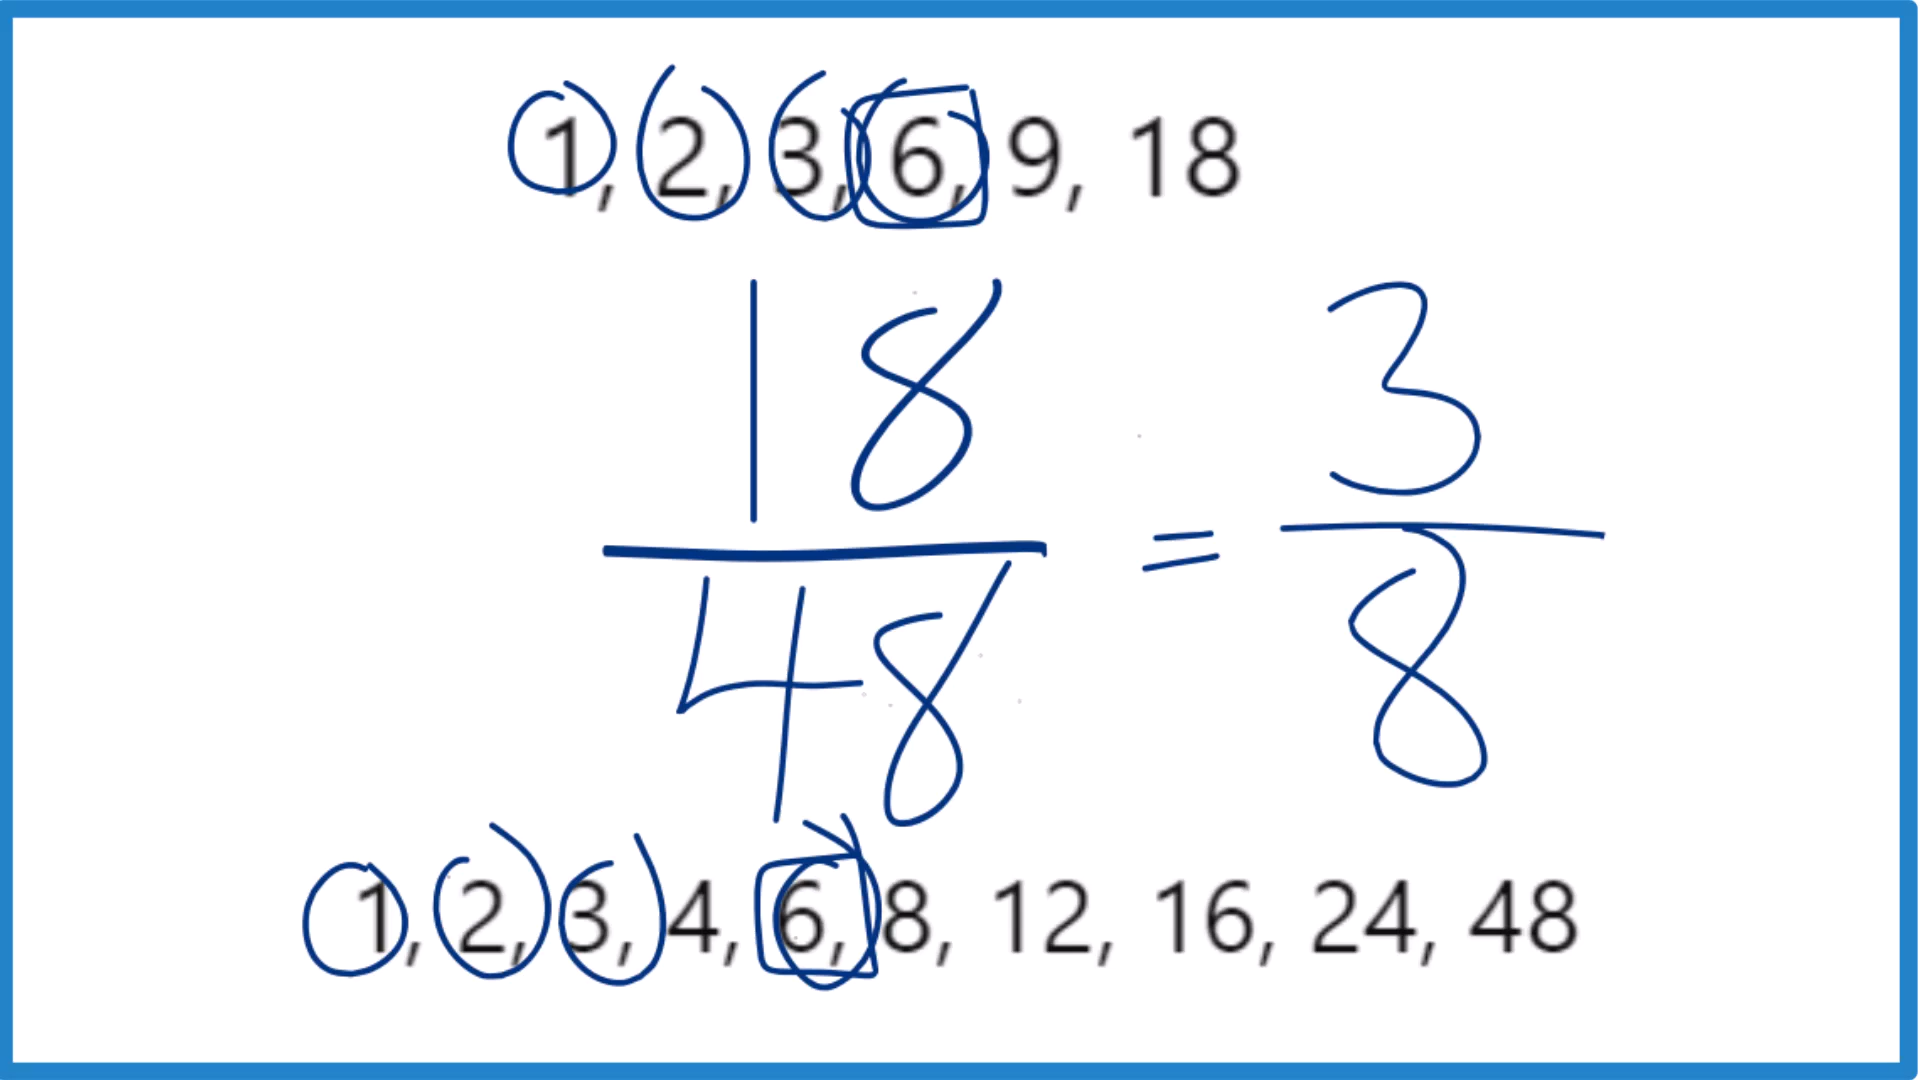 1, 2, 3, 6, 9, 18
18
48
=
3
8
1, 2, 3, 4, 6, 8, 12, 16, 24, 48